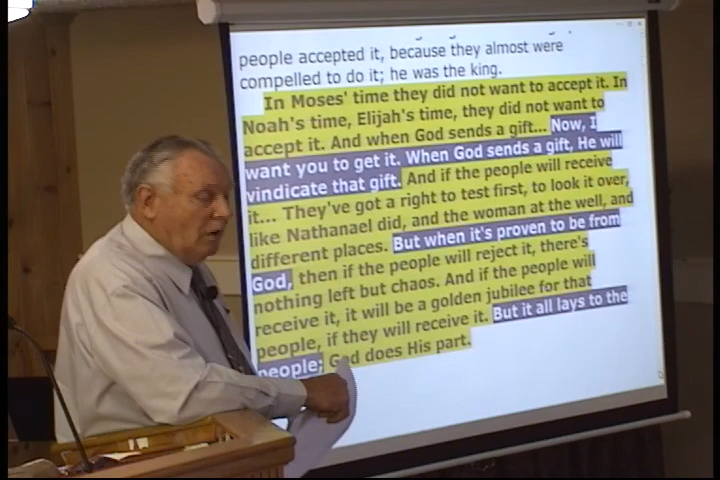 people accepted it, because they almost were
compelled to do it; he was the king.
In Moses' time they did not want to accept it. In
Noah's time, Elijah's time, they did not want to
accept it. And when God sends a gift... Now, I
want you to get it. When God sends a gift, He will
vindicate that gift. And if the people will receive
it... They've got a right to test first, to look it over,
like Nathanael did, and the woman at the well, and
different places. But when it's proven to be from
God, then if the people will reject it, there's
nothing left but chaos. And if the people will
receive it, it will be a golden jubilee for that
people, if they will receive it. But it all lays to the
people; God does His part.